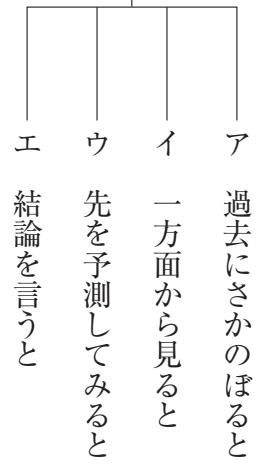 ア　過去にさかのぼると
イ　一方面から見ると
ウ　先を予測してみると
エ　結論を言うと